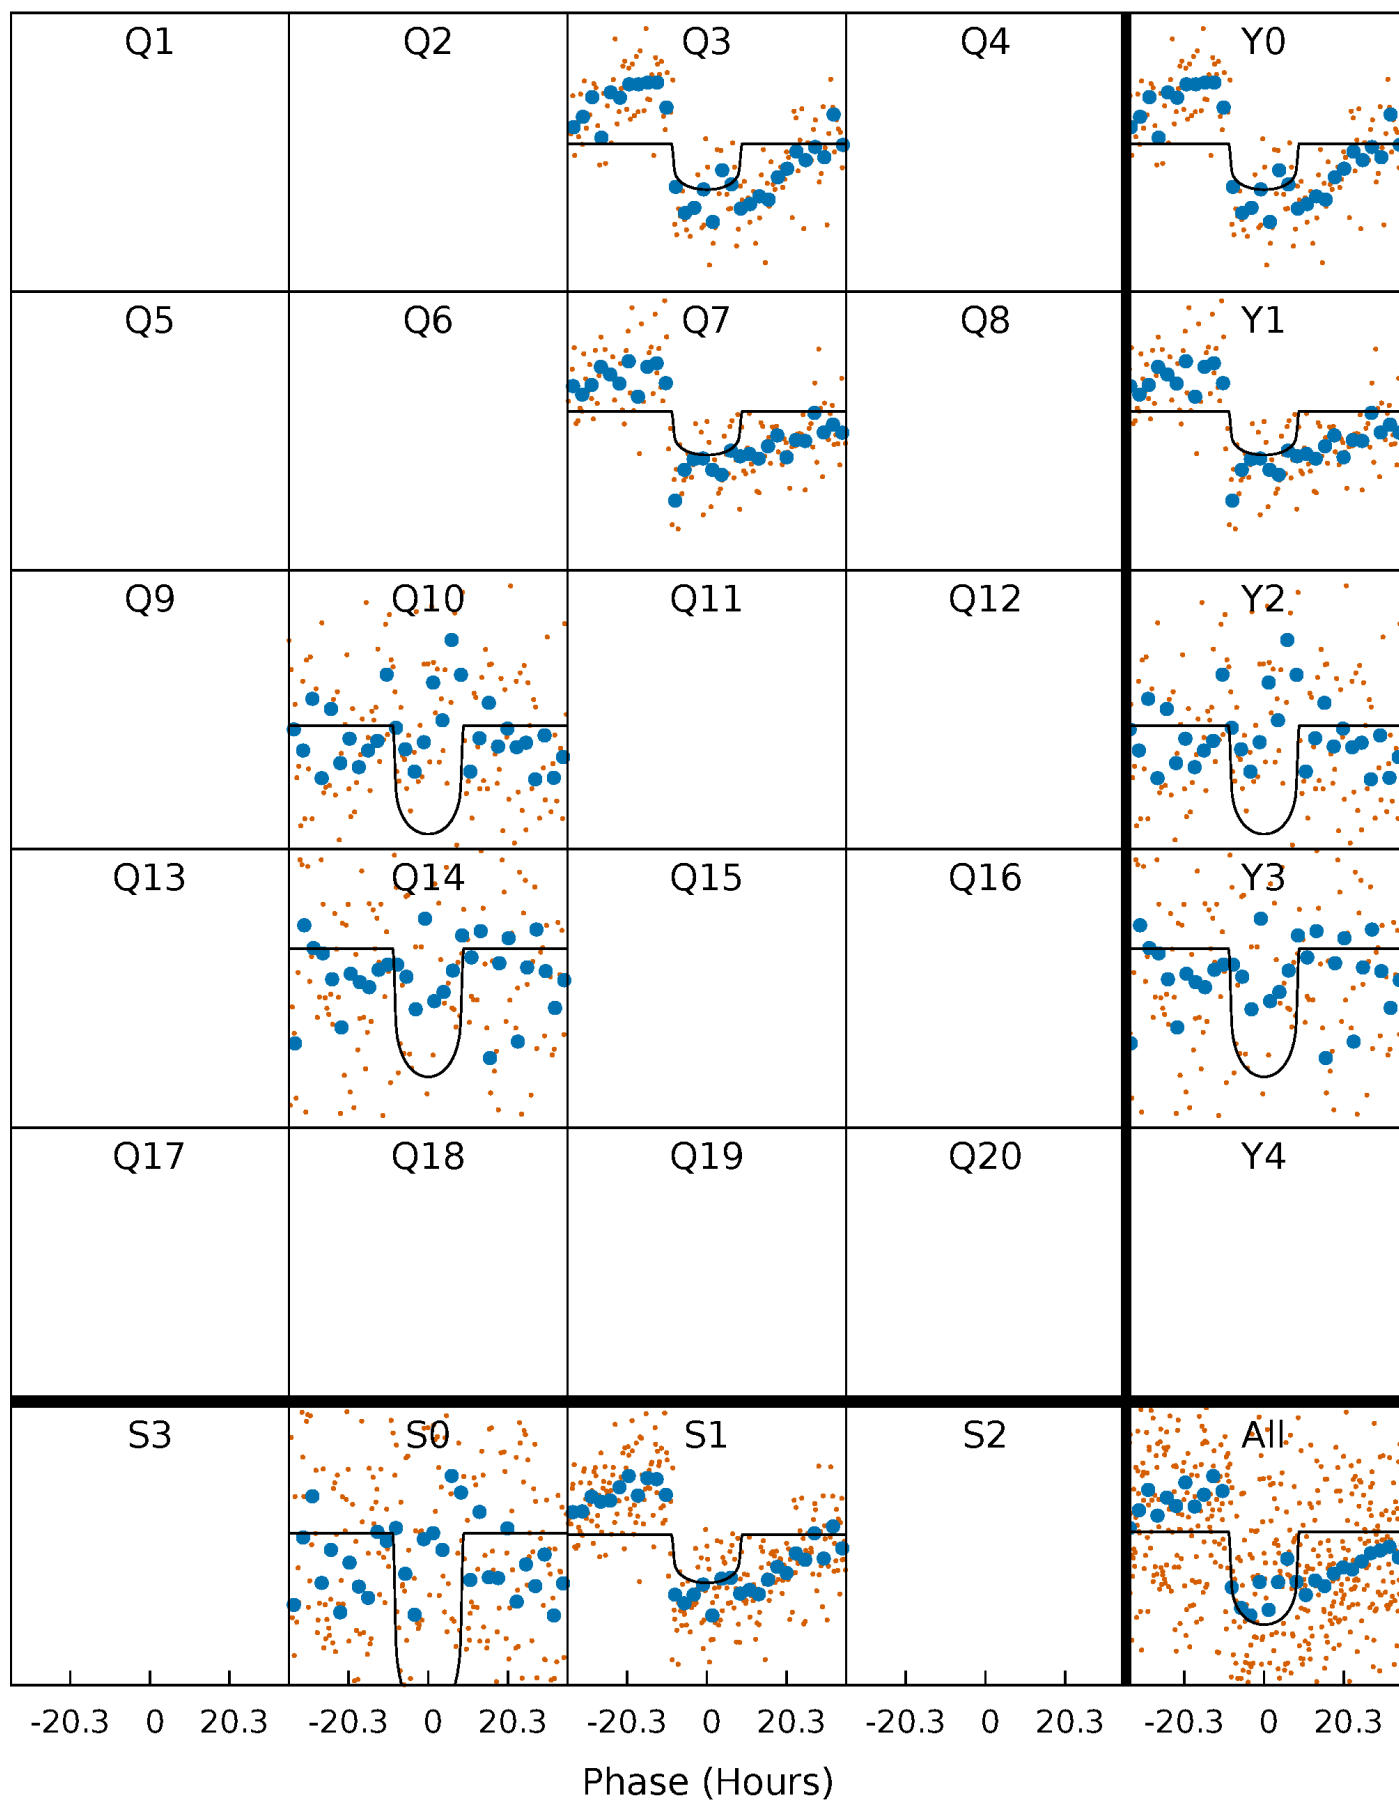 Q1 Q2 Q3 Q4 Y0
Q5 Q6 Q7 Q8 Y1
Q9 Q10 Q11 Q12 Y2
Q13 Q14 Q15 Q16 Y3
Q17 Q18 Q19 Q20 Y4
S3 S0 S1 S2 All
-20.3 0 20.3 -20.3 0 20.3 -20.3 0 20.3 -20.3 0 20.3 -20.3 0 20.3
Phase (Hours)